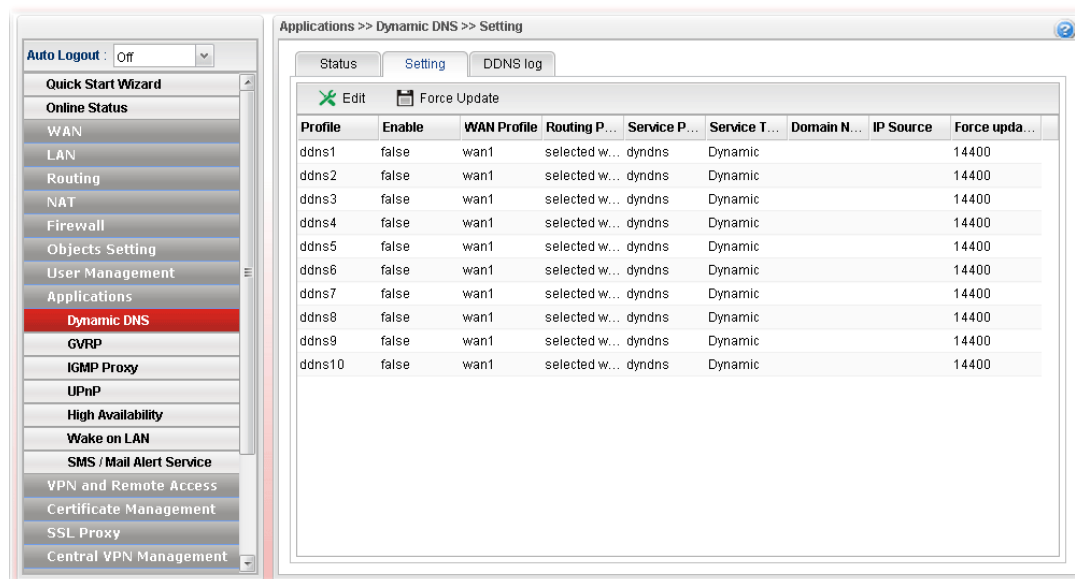 Applications >> Dynamic DNS >> Setting
Auto Logout : Off
Quick Start Wizard
Online Status
WAN
LAN
Routing
NAT
Firewall
Objects Setting
User Management
Applications
Dynamic DNS
GVRP
IGMP Proxy
UPnP
High Availability
Wake on LAN
SMS / Mail Alert Service
VPN and Remote Access
Certificate Management
SSL Proxy
Central VPN Management
Status Setting DDNS log
Edit Force Update
Profile Enable WAN Profile Routing P... Service P... Service T... Domain N... IP Source Force upda...
ddns1 false wan1 selected w... dyndns Dynamic 14400
ddns2 false wan1 selected w... dyndns Dynamic 14400
ddns3 false wan1 selected w... dyndns Dynamic 14400
ddns4 false wan1 selected w... dyndns Dynamic 14400
ddns5 false wan1 selected w... dyndns Dynamic 14400
ddns6 false wan1 selected w... dyndns Dynamic 14400
ddns7 false wan1 selected w... dyndns Dynamic 14400
ddns8 false wan1 selected w... dyndns Dynamic 14400
ddns9 false wan1 selected w... dyndns Dynamic 14400
ddns10 false wan1 selected w... dyndns Dynamic 14400